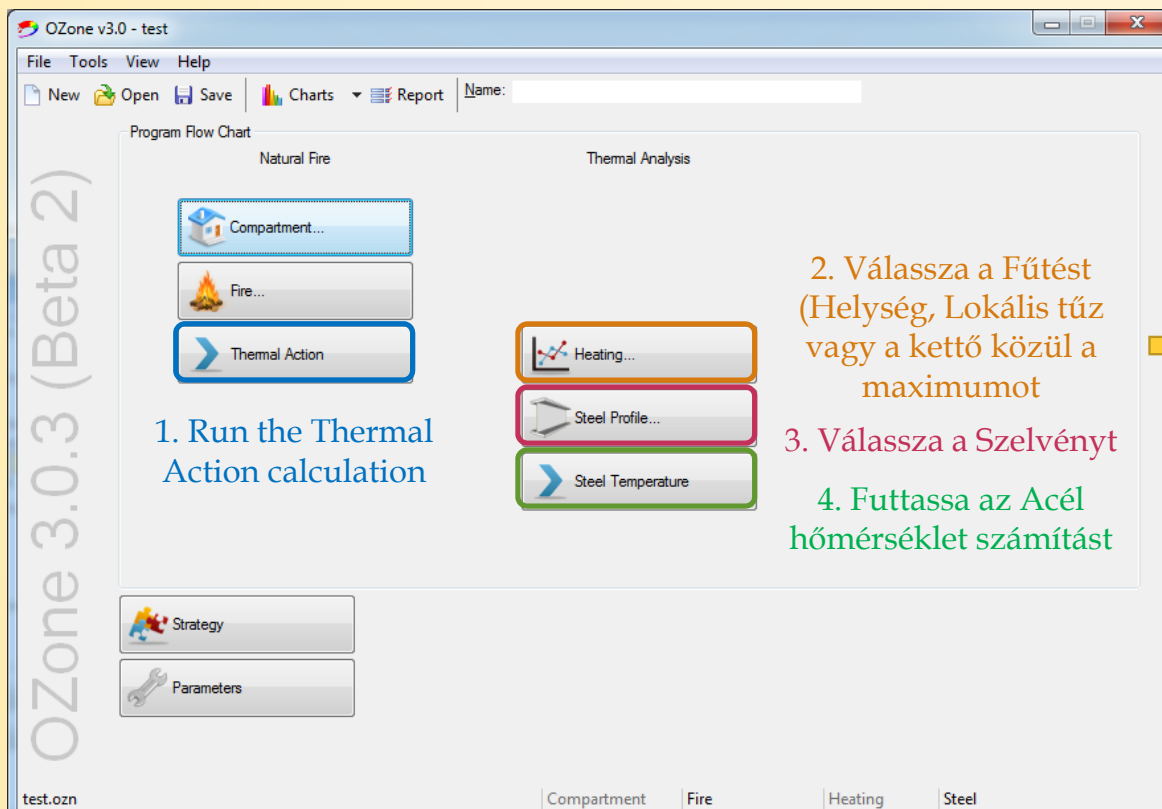 OZone v3.0 - test
File Tools View Help
New Open Save Charts Report Name:
Program Flow Chart
Natural Fire Thermal Analysis
Compartment...
Fire...
Thermal Action
Heating...
Steel Profile...
Steel Temperature
1. Run the Thermal
Action calculation
2. Válassza a Fűtést
(Helység, Lokális tűz
vagy a kettő közül a
maximumot
3. Válassza a Szelvényt
4. Futtassa az Acél
hőmérséklet számítást
Strategy
Parameters
OZone 3.0.3 (Beta 2)
test.ozn Compartment Fire Heating Steel